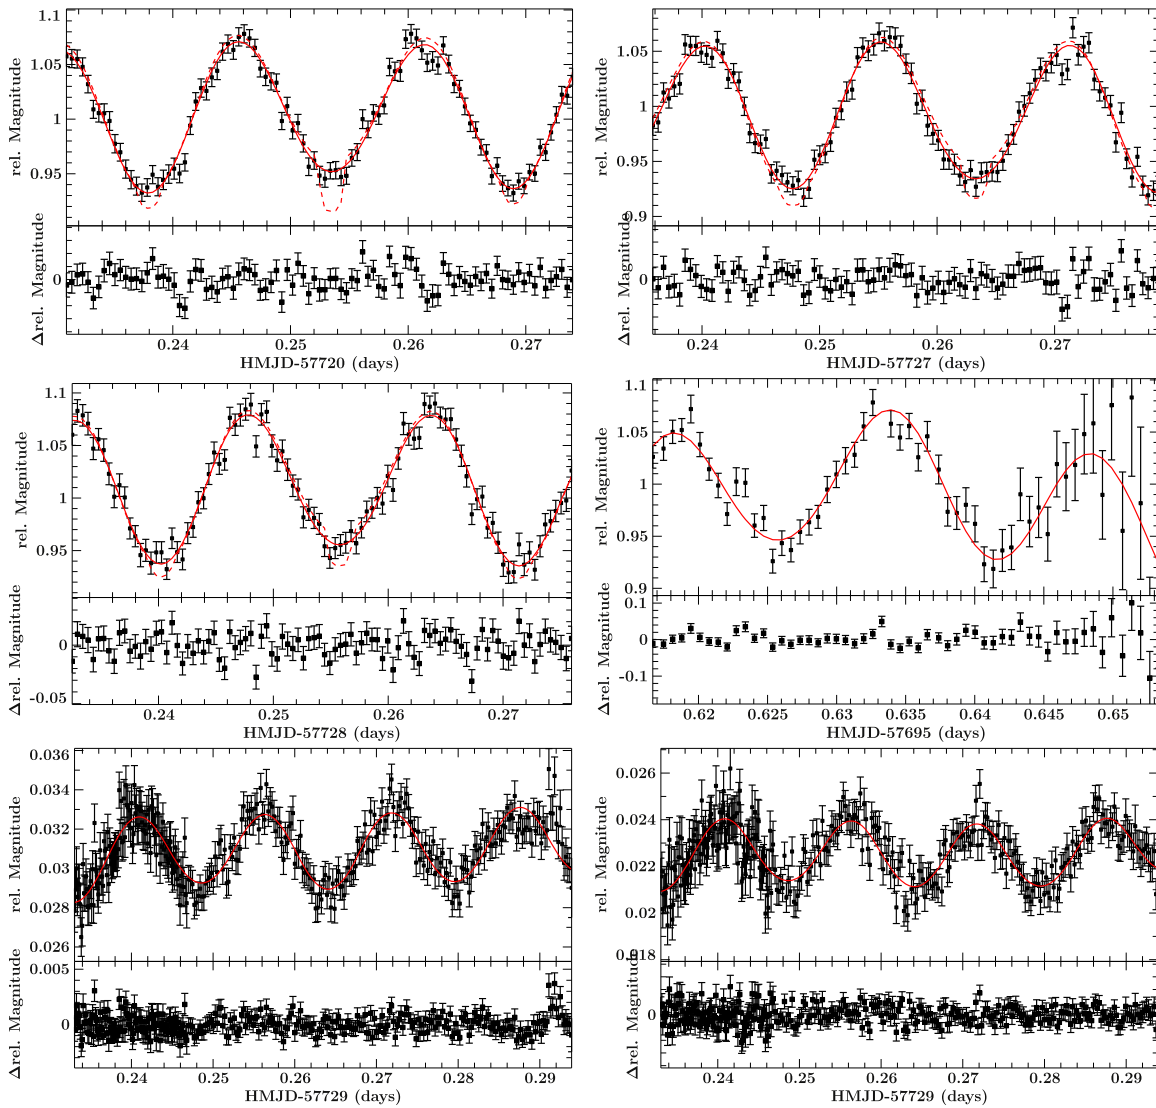 rel. Magnitude
1.1
1.05
1
0.95
Δrel. Magnitude
0
0.24 0.25 0.26 0.27
HMJD-57720 (days)
rel. Magnitude
1.05
1
0.95
0.9
Δrel. Magnitude
0
0.24 0.25 0.26 0.27
HMJD-57727 (days)
rel. Magnitude
1.1
1.05
1
0.95
Δrel. Magnitude
0
-0.05
0.24 0.25 0.26 0.27
HMJD-57728 (days)
rel. Magnitude
1.1
1.05
1
0.95
0.9
Δrel. Magnitude
0.1
0
-0.1
0.62 0.625 0.63 0.635 0.64 0.645 0.65
HMJD-57695 (days)
rel. Magnitude
0.036
0.034
0.032
0.03
0.028
0.026
Δrel. Magnitude
0.005
0
0.24 0.25 0.26 0.27 0.28 0.29
HMJD-57729 (days)
rel. Magnitude
0.026
0.024
0.022
0.02
0.018
Δrel. Magnitude
0
0.24 0.25 0.26 0.27 0.28 0.29
HMJD-57729 (days)